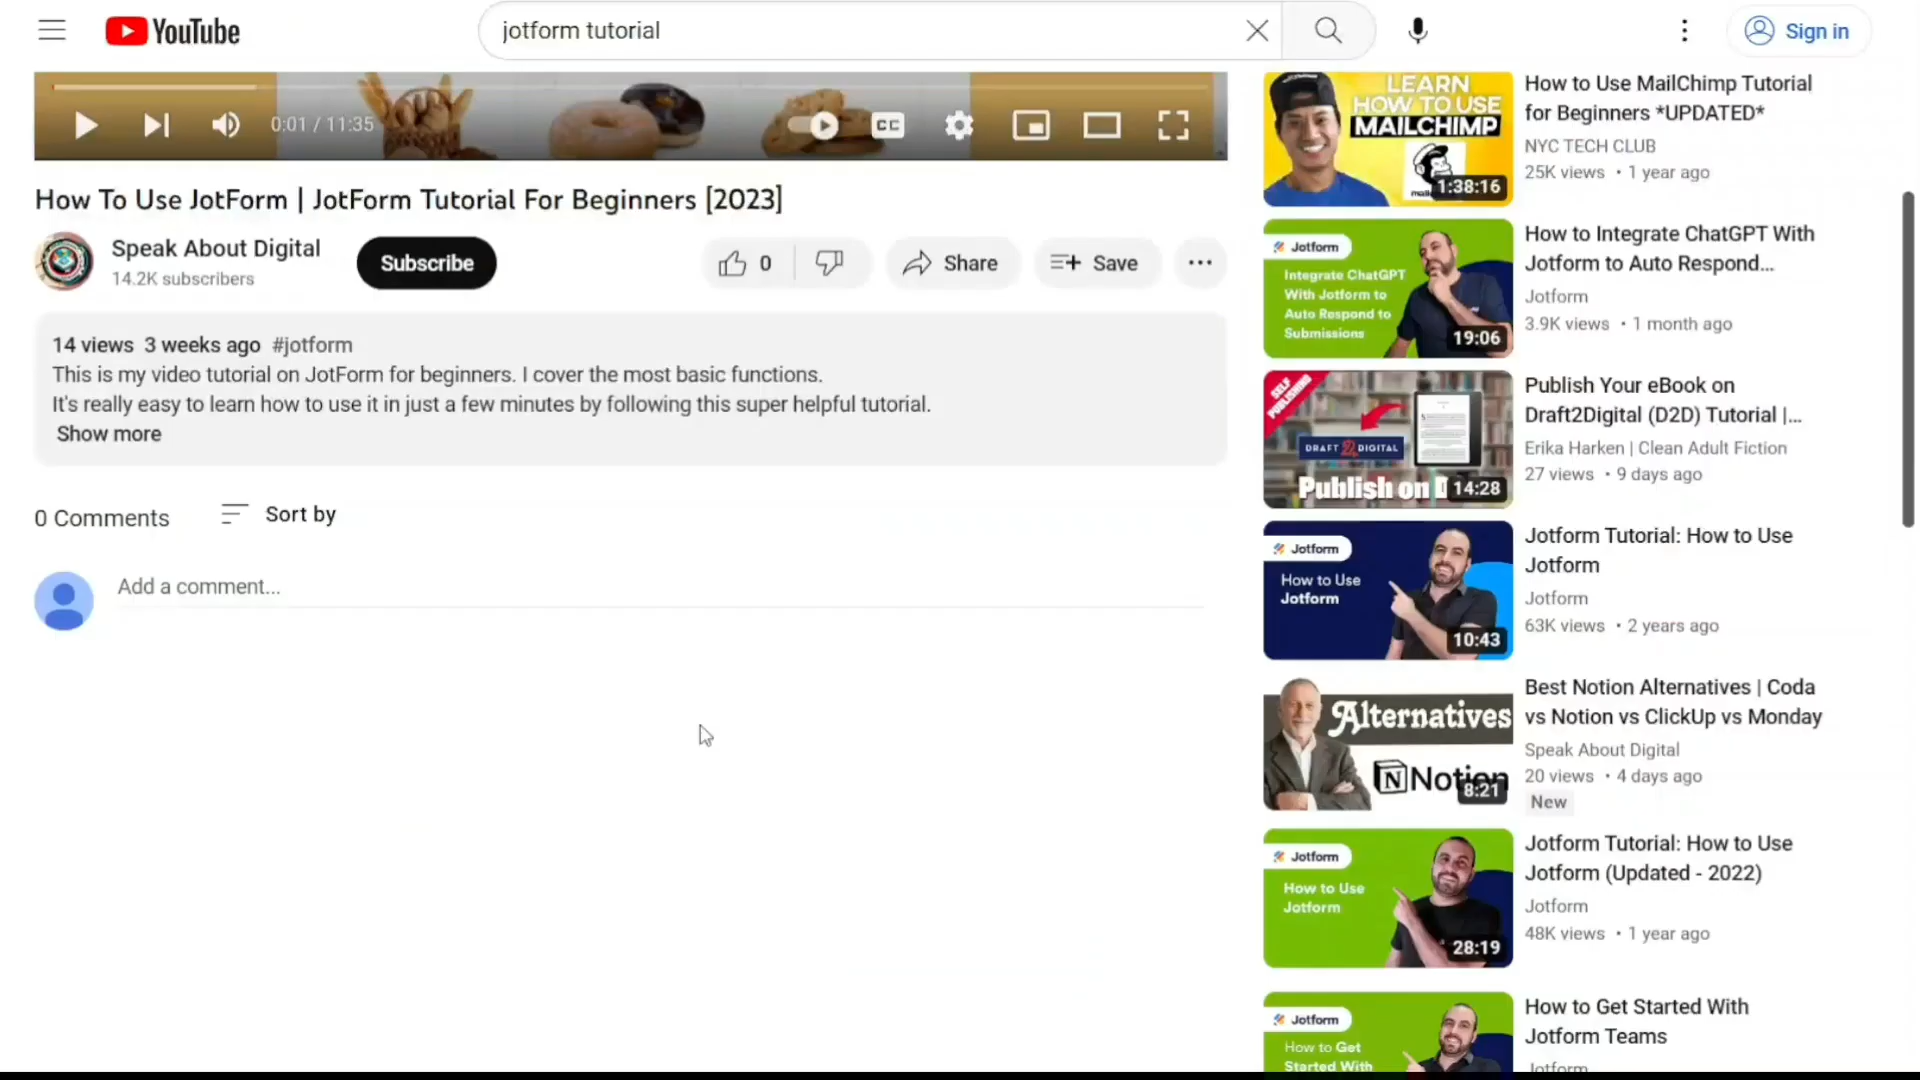 YouTube
jotform tutorial
Sign in
0:01 / 11:35
CC
How To Use JotForm | JotForm Tutorial For Beginners [2023]
Speak About Digital
14.2K subscribers
Subscribe
0
Share
Save
14 views 3 weeks ago #jotform
This is my video tutorial on JotForm for beginners. I cover the most basic functions.
It's really easy to learn how to use it in just a few minutes by following this super helpful tutorial.
Show more
0 Comments
Sort by
Add a comment...
LEARN
HOW TO USE
MAILCHIMP
1:38:16
How to Use MailChimp Tutorial
for Beginners *UPDATED*
NYC TECH CLUB
25K views • 1 year ago
Jotform
Integrate ChatGPT
With Jotform to
Auto Respond to
Submissions
19:06
How to Integrate ChatGPT With
Jotform to Auto Respond...
Jotform
3.9K views • 1 month ago
SELF
PUBLISHING
DRAFT 2 DIGITAL
Publish on
14:28
Publish Your eBook on
Draft2Digital (D2D) Tutorial |...
Erika Harken | Clean Adult Fiction
27 views • 9 days ago
Jotform
How to Use
Jotform
10:43
Jotform Tutorial: How to Use
Jotform
Jotform
63K views • 2 years ago
Alternatives
Notion
8:21
Best Notion Alternatives | Coda
vs Notion vs ClickUp vs Monday
Speak About Digital
20 views • 4 days ago
New
Jotform
How to Use
Jotform
28:19
Jotform Tutorial: How to Use
Jotform (Updated - 2022)
Jotform
48K views • 1 year ago
Jotform
How to Get
Started With
How to Get Started With
Jotform Teams
Jotform